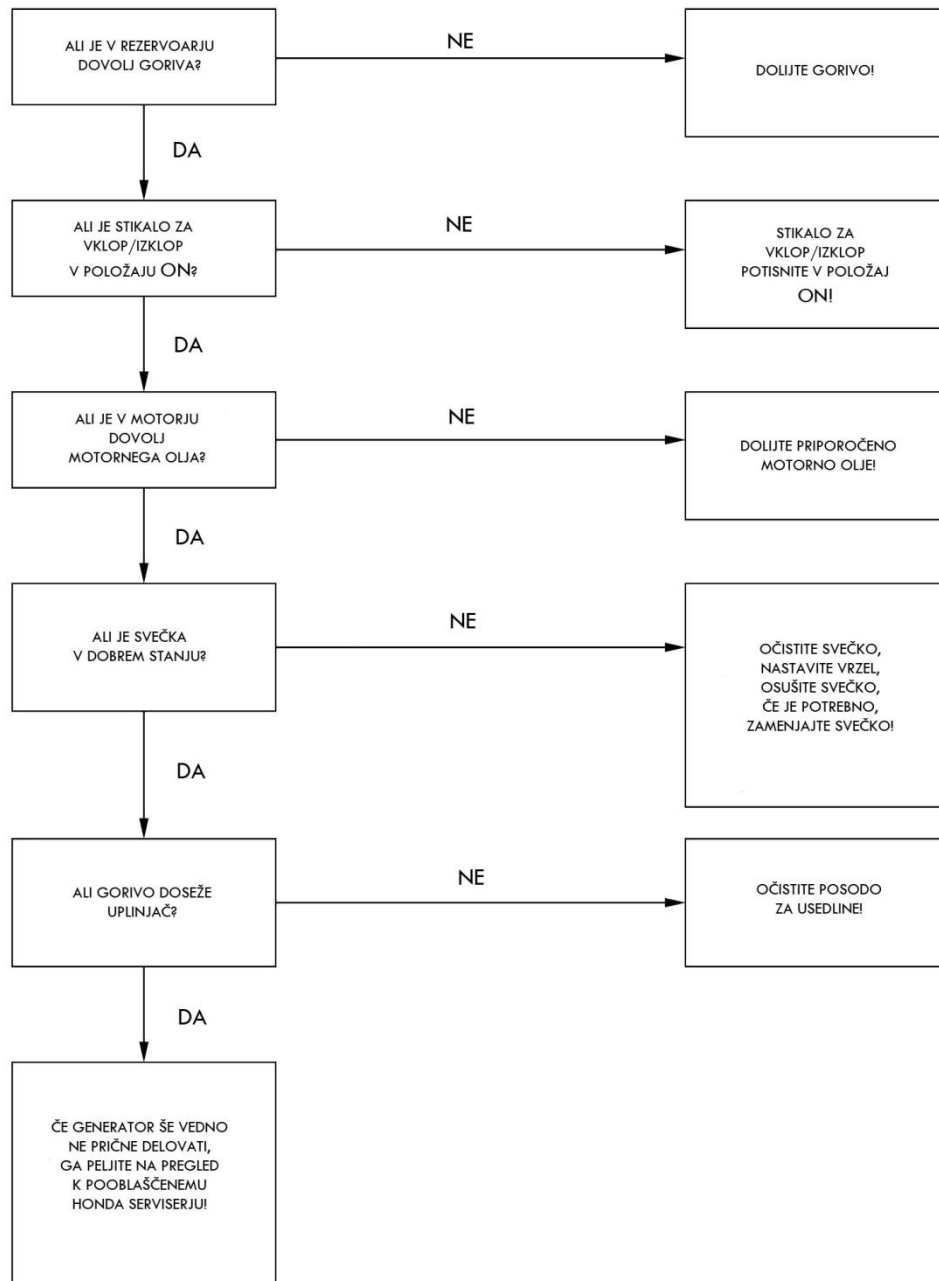 ALI JE V REZERVOARJU
DOVOLJ GORIVA?
NE
DOLIJTE GORIVO!
DA
ALI JE STIKALO ZA
VKLOP/IZKLOP
V POLOŽAJU ON?
NE
STIKALO ZA
VKLOP/IZKLOP
POTISNITE V POLOŽAJ
ON!
DA
ALI JE V MOTORJU
DOVOLJ
MOTORNEGA OLJA?
NE
DOLIJTE PRIPOROČENO
MOTORNO OLJE!
DA
ALI JE SVEČKA
V DOBREM STANJU?
NE
OČISTITE SVEČKO,
NASTAVITE VRZEL,
OSUŠITE SVEČKO,
ČE JE POTREBNO,
ZAMENJAJTE SVEČKO!
DA
ALI GORIVO DOSEŽE
UPLINJAČ?
NE
OČISTITE POSODO
ZA USEDLINE!
DA
ČE GENERATOR ŠE VEDNO
NE PRIČNE DELOVATI,
GA PELJITE NA PREGLED
K POOBLAŠČENEMU
HONDA SERVISERJU!